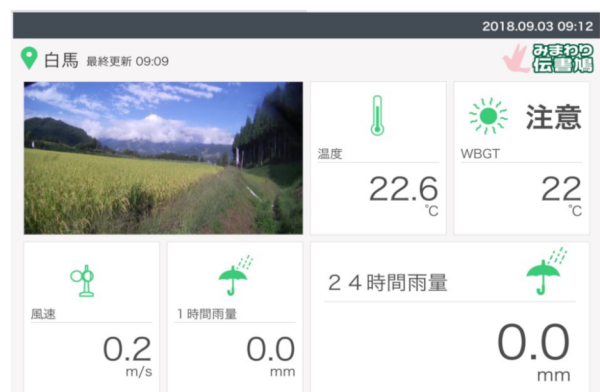 2018.09.03 09:12
白馬 最終更新 09:09
みまわり
伝書鳩
注意
温度
WBGT
22.6
℃
22
℃
風速
1時間雨量
24時間雨量
0.2
m/s
0.0
mm
0.0
mm